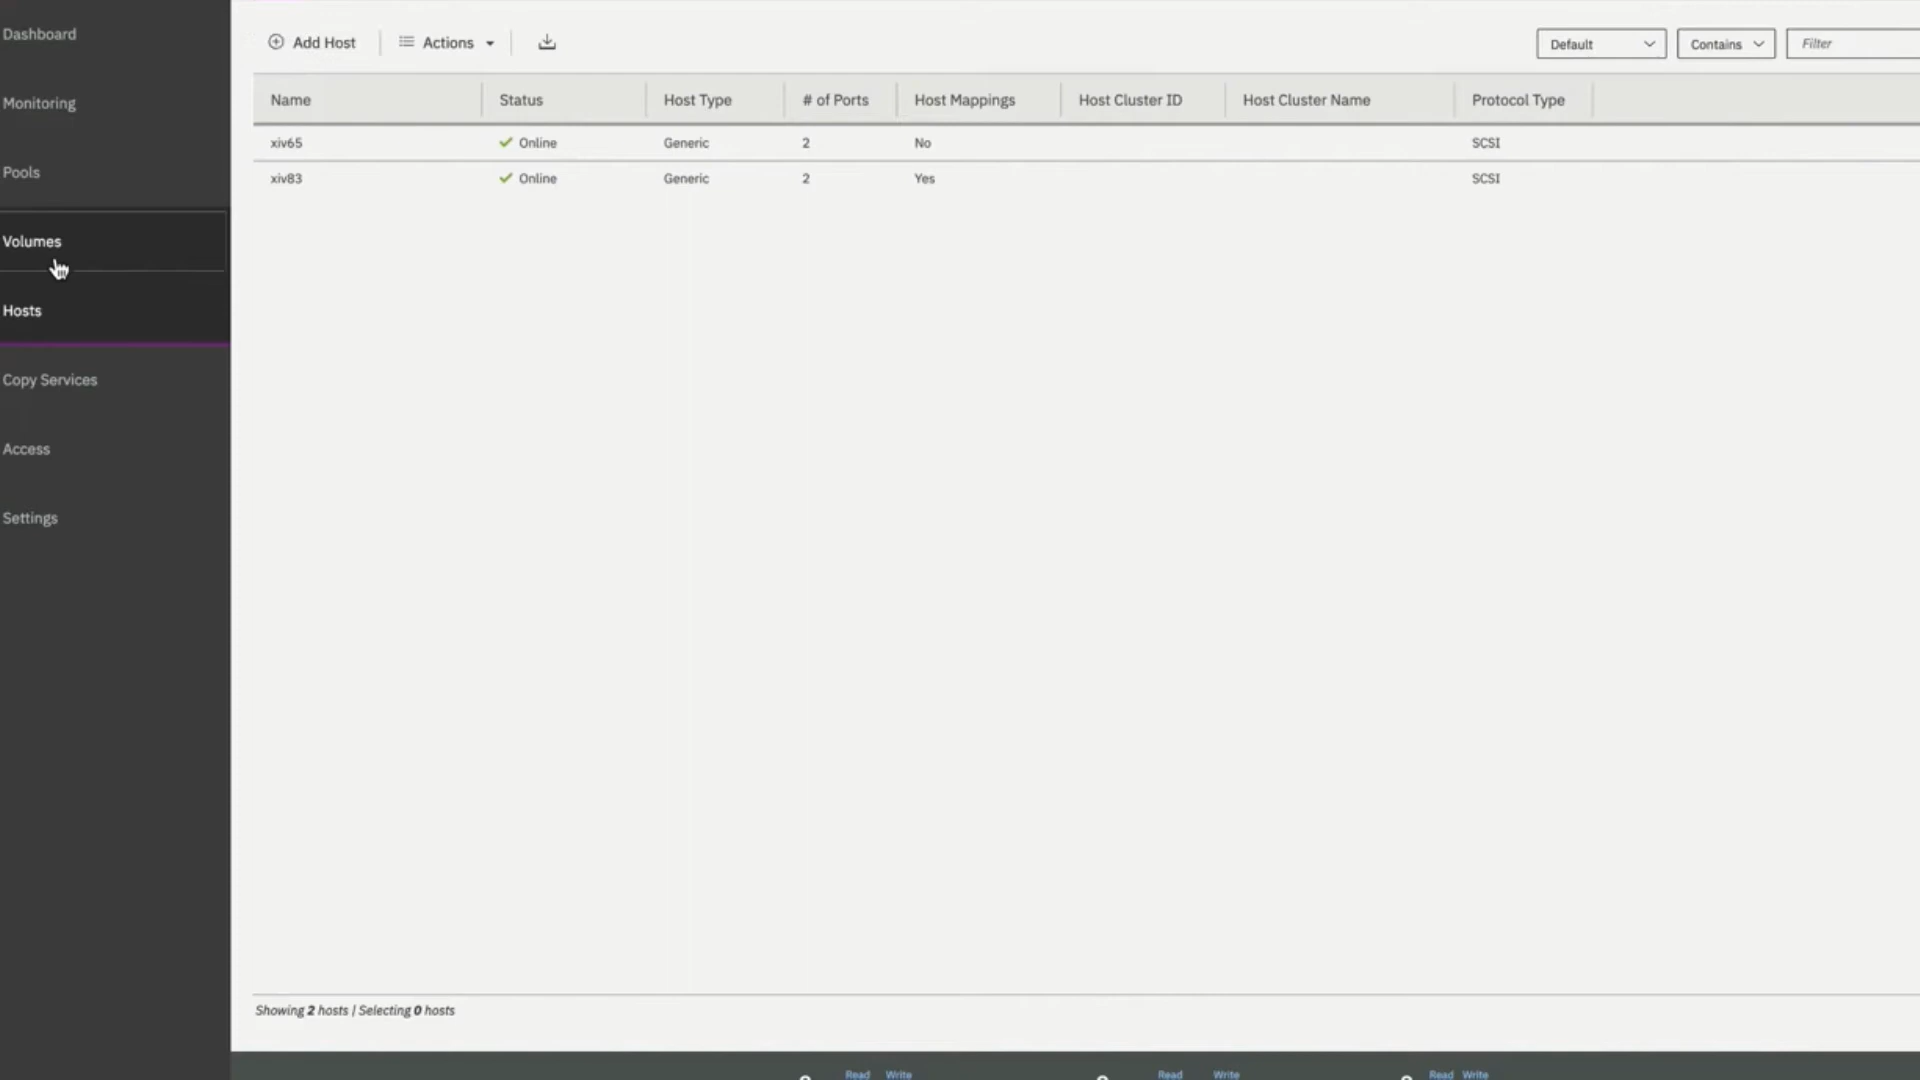 Dashboard
Monitoring
Pools
Volumes
Hosts
Copy Services
Access
Settings
Add Host
Actions
Default
Contains
Filter
Name Status Host Type # of Ports Host Mappings Host Cluster ID Host Cluster Name Protocol Type
xiv65 Online Generic 2 No SCSI
xiv83 Online Generic 2 Yes SCSI
Showing 2 hosts | Selecting 0 hosts
Read Write Read Write Read Write